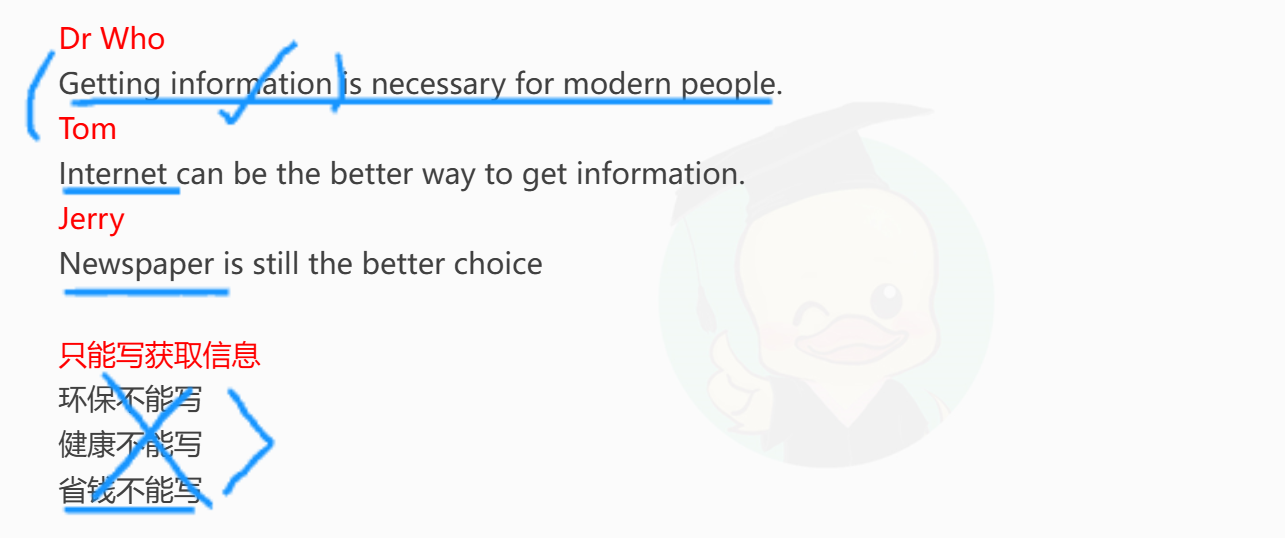 Dr Who
Getting information is necessary for modern people.
Tom
Internet can be the better way to get information.
Jerry
Newspaper is still the better choice
只能写获取信息
环保不能写
健康不能写
省钱不能写